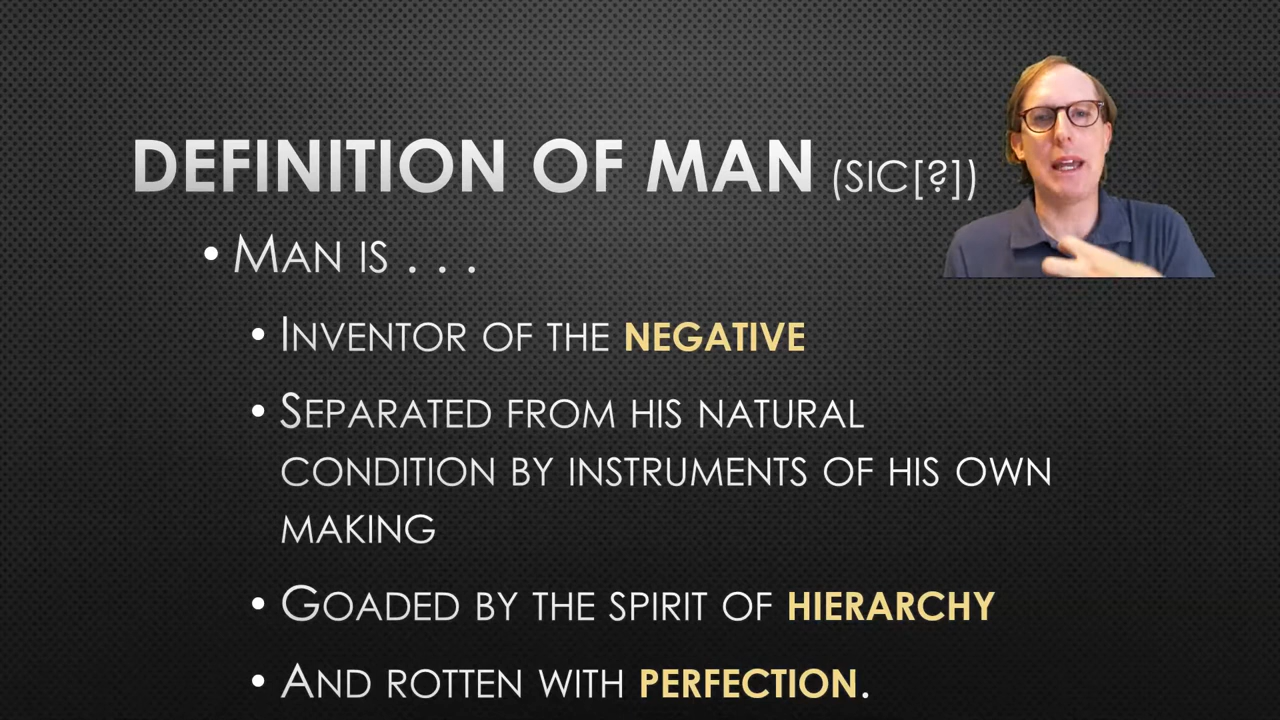 DEFINITION OF MAN (SIC[?])
• MAN IS . . .
• INVENTOR OF THE NEGATIVE
• SEPARATED FROM HIS NATURAL
CONDITION BY INSTRUMENTS OF HIS OWN
MAKING
• GOADED BY THE SPIRIT OF HIERARCHY
• AND ROTTEN WITH PERFECTION.